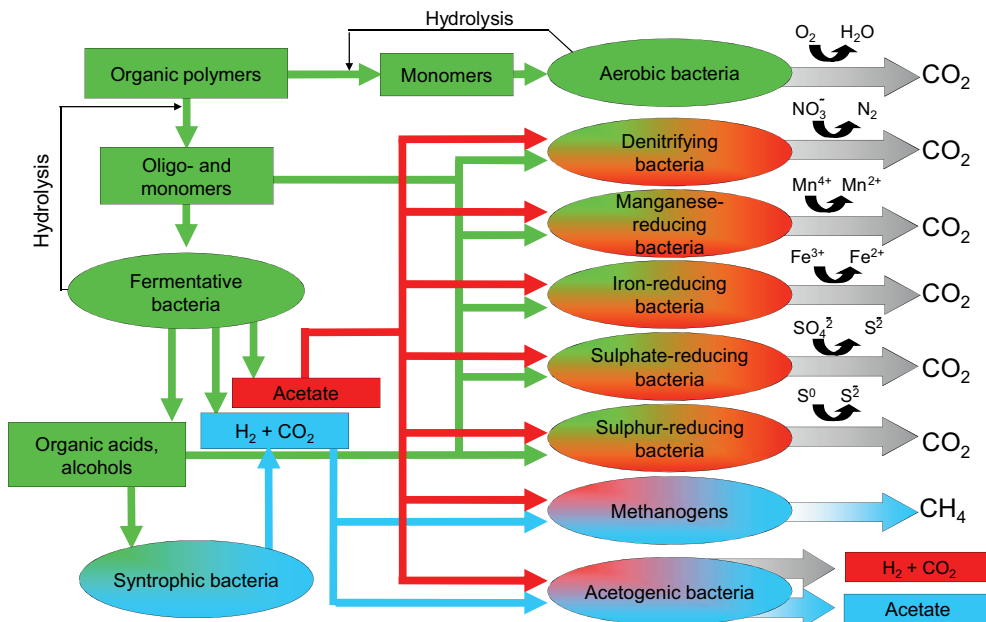 Hydrolysis
Organic polymers
Monomers
Aerobic bacteria
O₂ H₂O
CO₂
Hydrolysis
Oligo- and
monomers
Denitrifying
bacteria
NO₃⁻ N₂
CO₂
Manganese-
reducing
bacteria
Mn⁴⁺ Mn²⁺
CO₂
Fermentative
bacteria
Iron-reducing
bacteria
Fe³⁺ Fe²⁺
CO₂
Acetate
Sulphate-reducing
bacteria
SO₄²⁻ S²⁻
CO₂
H₂ + CO₂
Organic acids,
alcohols
Sulphur-reducing
bacteria
S⁰ S²⁻
CO₂
Methanogens
CH₄
Syntrophic bacteria
Acetogenic bacteria
H₂ + CO₂
Acetate